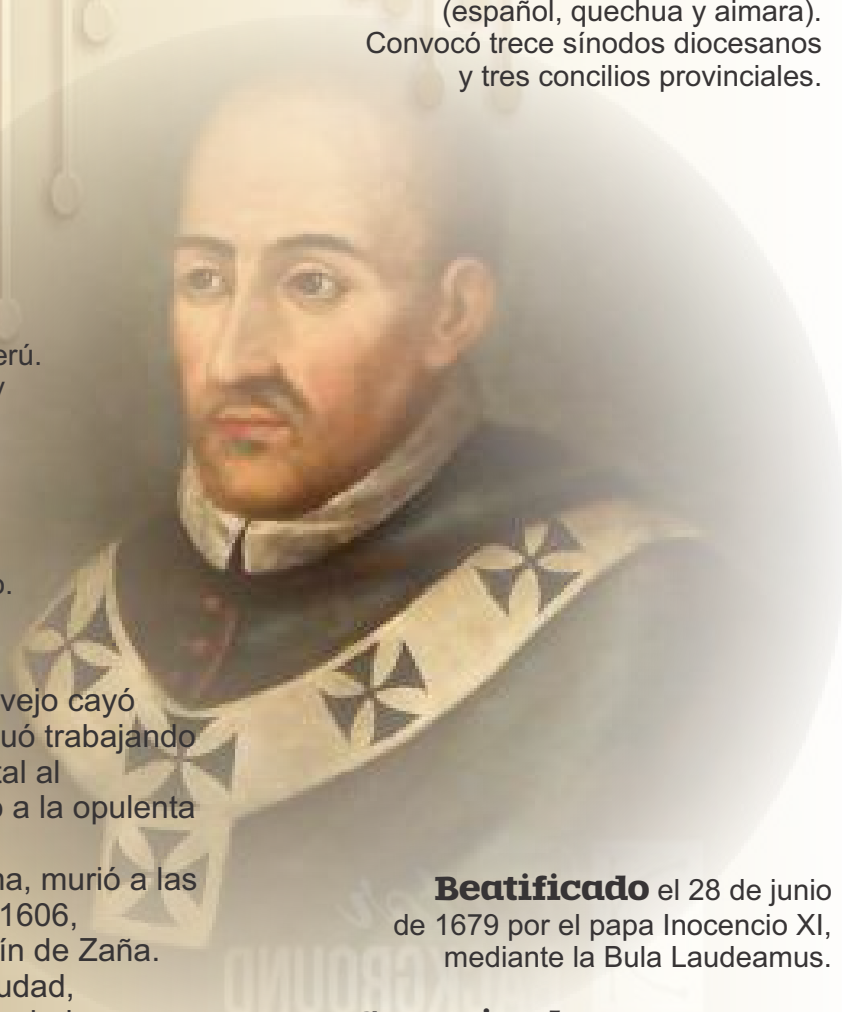 (español, quechua y aimara).
Convocó trece sínodos diocesanos
y tres concilios provinciales.
erú.
y
o.
vejo cayó
uó trabajando
tal al
o a la opulenta
na, murió a las
1606,
ín de Zaña.
udad,
Beatificado el 28 de junio
de 1679 por el papa Inocencio XI,
mediante la Bula Laudeamus.